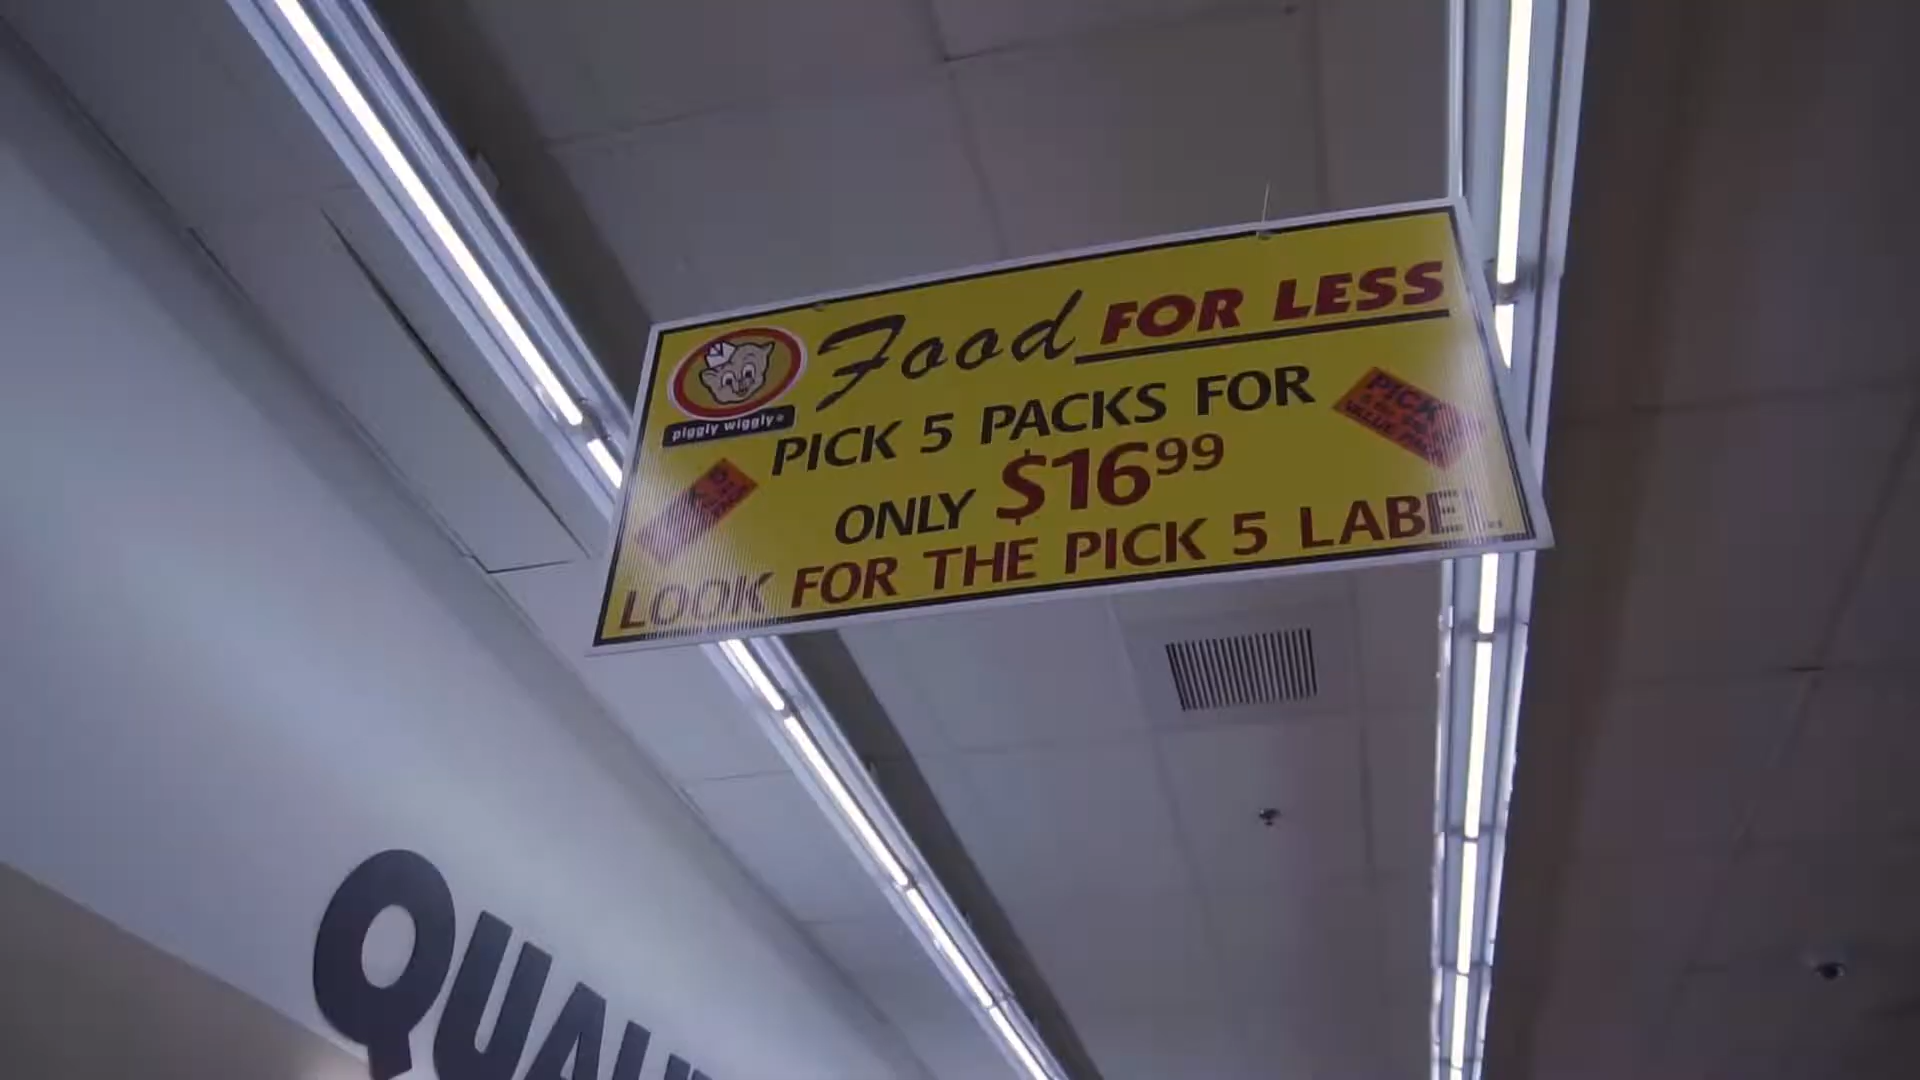 Food FOR LESS
piggly wiggly
PICK 5 PACKS FOR
ONLY $16.99
LOOK FOR THE PICK 5 LABEL
PICK
QUALI